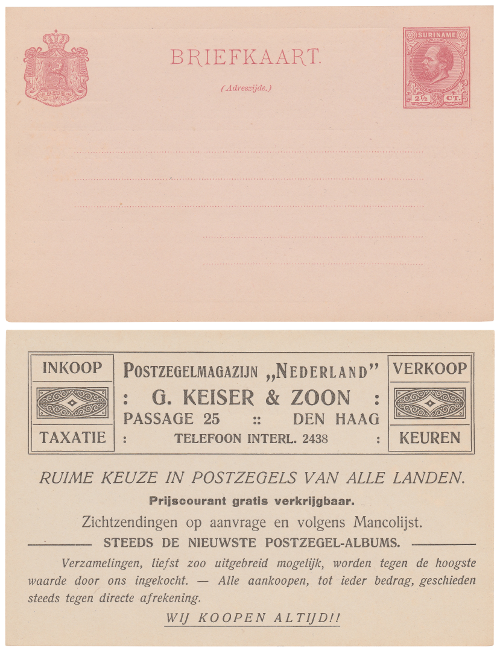 SURINAME
BRIEFKAART.
2½ CT.
(Adreszijde.)
INKOOP
TAXATIE
POSTZEGELMAGAZIJN „NEDERLAND"
: G. KEISER & ZOON :
PASSAGE 25 :: DEN HAAG
: TELEFOON INTERL. 2438 :
VERKOOP
KEUREN
RUIME KEUZE IN POSTZEGELS VAN ALLE LANDEN.
Prijscourant gratis verkrijgbaar.
Zichtzendingen op aanvrage en volgens Mancolijst.
STEEDS DE NIEUWSTE POSTZEGEL-ALBUMS.
Verzamelingen, liefst zoo uitgebreid mogelijk, worden tegen de hoogste
waarde door ons ingekocht. — Alle aankoopen, tot ieder bedrag, geschieden
steeds tegen directe afrekening.
WIJ KOOPEN ALTIJD!!